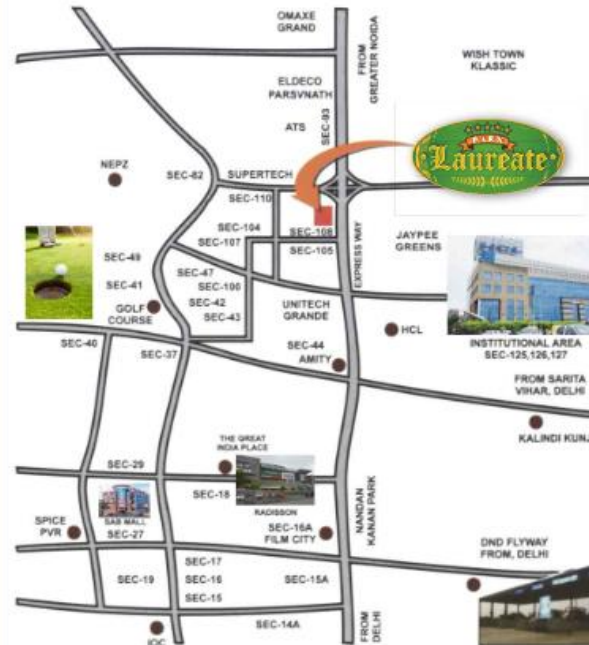 OMAXE
GRAND
FROM
GREATER NOIDA
WISH TOWN
KLASSIC
ELDECO
PARSVNATH
ATS
SEC-93
PARX
Laureate
NEPZ
SEC-82
SUPERTECH
SEC-110
SEC-104
SEC-107
SEC-108
SEC-105
EXPRESS WAY
JAYPEE
GREENS
HCL
SEC-49
SEC-41
GOLF
COURSE
SEC-47
SEC-100
SEC-42
SEC-43
UNITECH
GRANDE
HCL
INSTITUTIONAL AREA
SEC-125,126,127
SEC-40
SEC-37
SEC-44
AMITY
FROM SARITA
VIHAR, DELHI
KALINDI KUNJ
THE GREAT
INDIA PLACE
SEC-29
SEC-18
RADISSON
SAB MALL
SPICE
PVR
SEC-27
SEC-16A
FILM CITY
NANDAN
KANAN PARK
DND FLYWAY
FROM, DELHI
SEC-17
SEC-16
SEC-15
SEC-19
SEC-15A
SEC-14A
FROM
DELHI
IOC